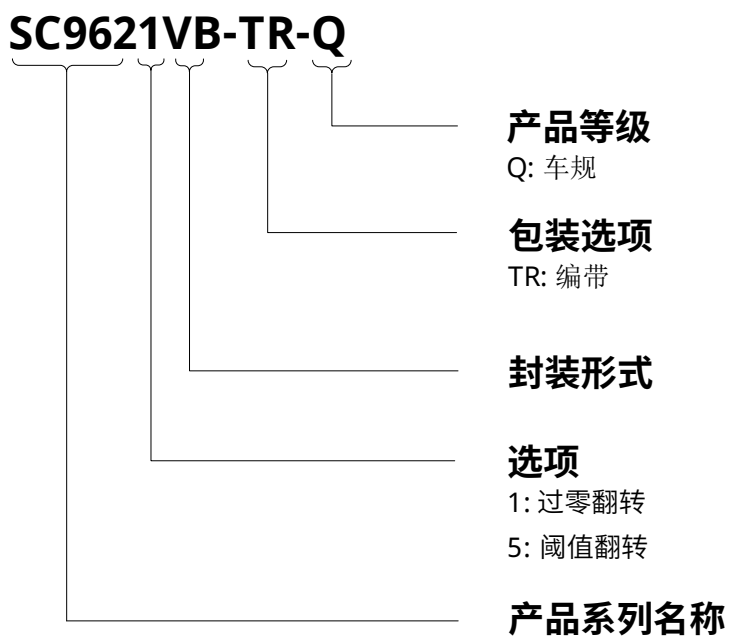 SC9621VB-TR-Q
产品等级
Q: 车规
包装选项
TR: 编带
封装形式
选项
1: 过零翻转
5: 阈值翻转
产品系列名称